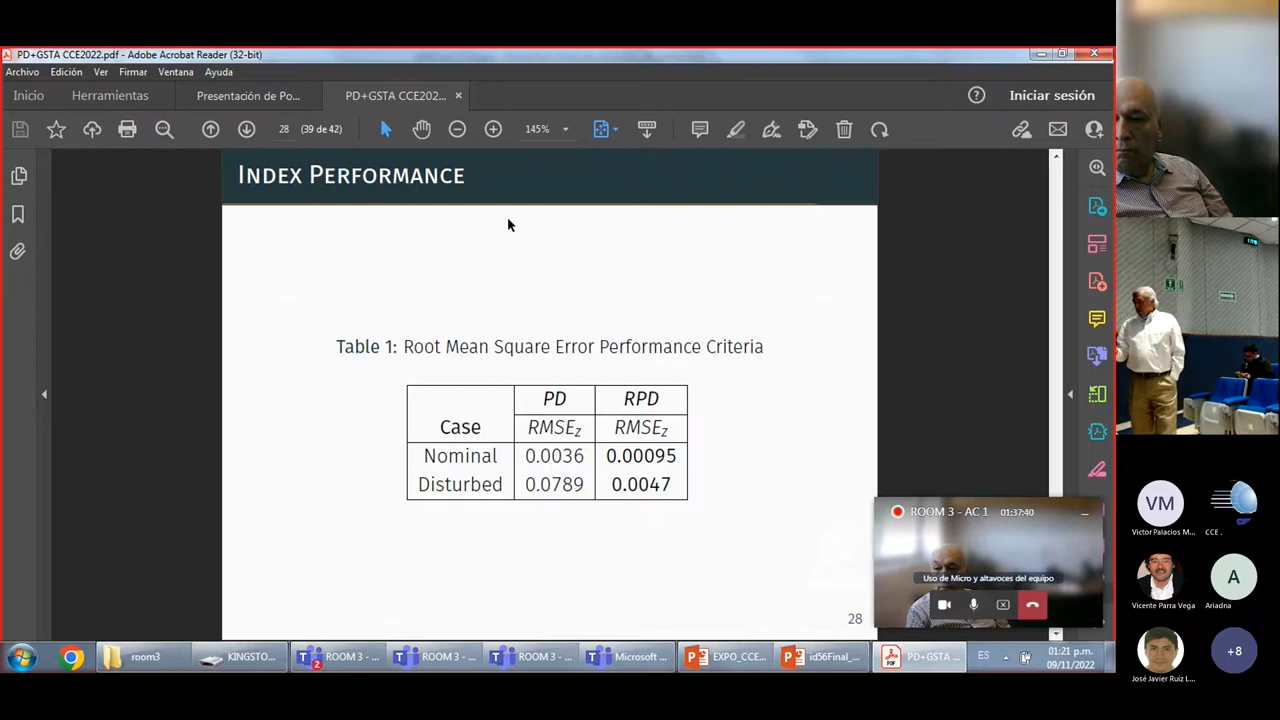 PD+GSTA CCE2022.pdf - Adobe Acrobat Reader (32-bit)
Archivo Edición Ver Firmar Ventana Ayuda
Inicio Herramientas Presentación de Po... PD+GSTA CCE202... × Iniciar sesión
28 (39 de 42) 145%
INDEX PERFORMANCE
Table 1: Root Mean Square Error Performance Criteria
PD RPD
Case RMSEz RMSEz
Nominal 0.0036 0.00095
Disturbed 0.0789 0.0047
28
ROOM 3 - AC 1 01:37:40
Uso de Micro y altavoces del equipo
VM
Victor Palacios M... CCE .
A
Vicente Parra Vega Ariadna
+8
José Javier Ruíz L...
room3 KINGSTO... 2 ROOM 3 - ... ROOM 3 - ... ROOM 3 - ... Microsoft ... EXPO_CCE... id56Final_... PD+GSTA ... ES 01:21 p.m.
09/11/2022